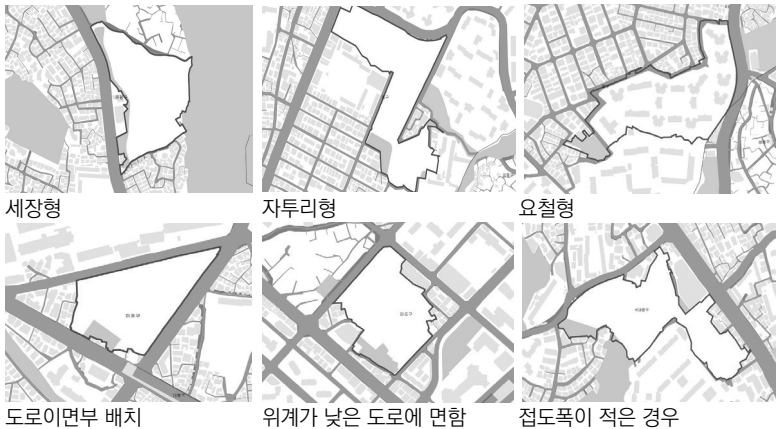 세장형
자투리형
요철형
도로이면부 배치
위계가 낮은 도로에 면함
접도폭이 적은 경우